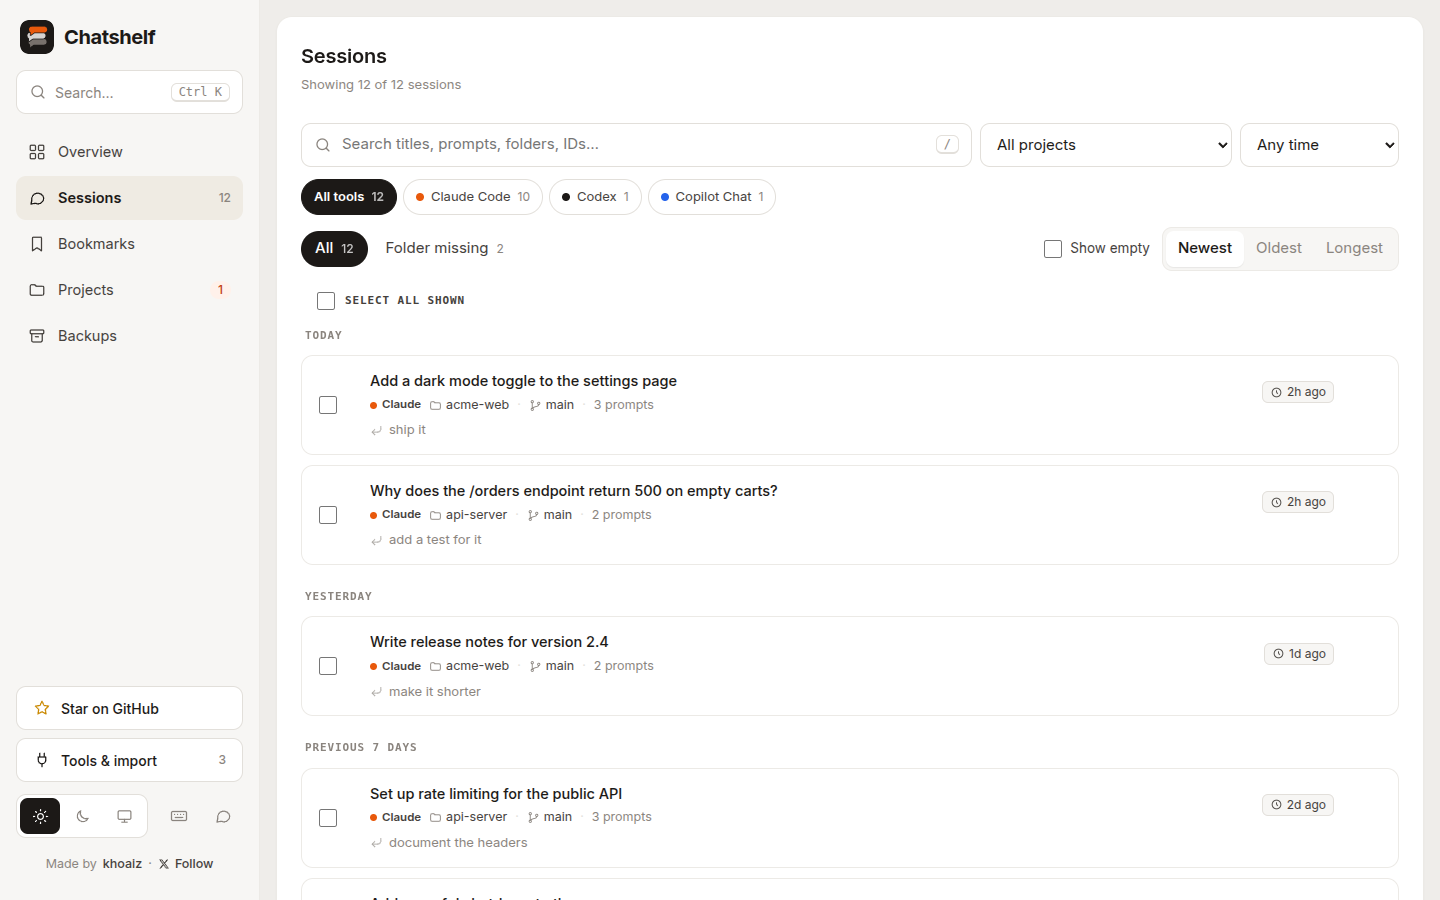 Chatshelf
Search... Ctrl K
Overview
Sessions 12
Bookmarks
Projects 1
Backups
Star on GitHub
Tools & import 3
Made by khoaiz · Follow
Sessions
Showing 12 of 12 sessions
Search titles, prompts, folders, IDs... /
All projects
Any time
All tools 12 Claude Code 10 Codex 1 Copilot Chat 1
All 12 Folder missing 2 Show empty Newest Oldest Longest
SELECT ALL SHOWN
TODAY
Add a dark mode toggle to the settings page
Claude acme-web · main · 3 prompts
ship it
2h ago
Why does the /orders endpoint return 500 on empty carts?
Claude api-server · main · 2 prompts
add a test for it
2h ago
YESTERDAY
Write release notes for version 2.4
Claude acme-web · main · 2 prompts
make it shorter
1d ago
PREVIOUS 7 DAYS
Set up rate limiting for the public API
Claude api-server · main · 3 prompts
document the headers
2d ago